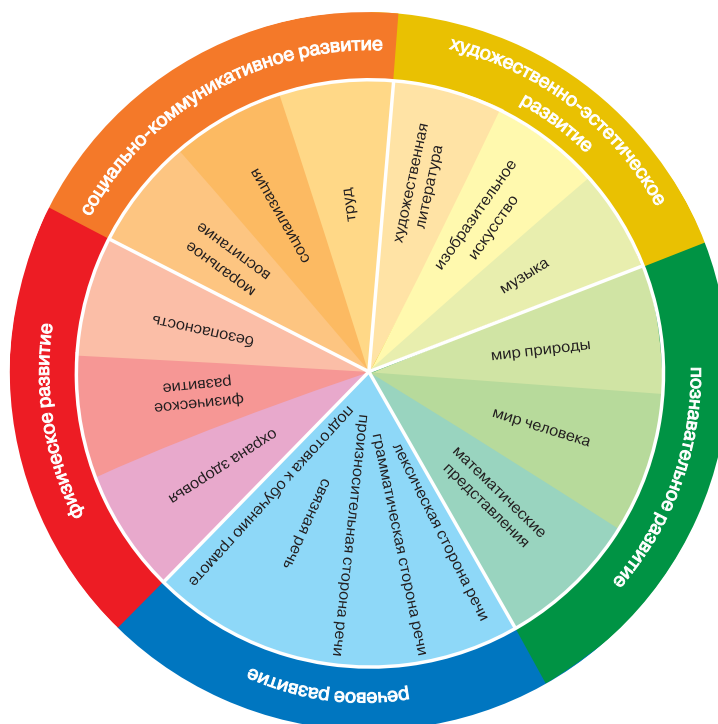 социально-коммуникативное развитие
художественно-эстетическое
развитие
познавательное развитие
речевое развитие
физическое развитие
труд
художественная
литература
изобразительное
искусство
музыка
мир природы
мир человека
математические
представления
лексическая сторона речи
грамматическая сторона речи
произносительная сторона речи
связная речь
подготовка к обучению грамоте
охрана здоровья
физическое
развитие
безопасность
моральное
воспитание
социализация